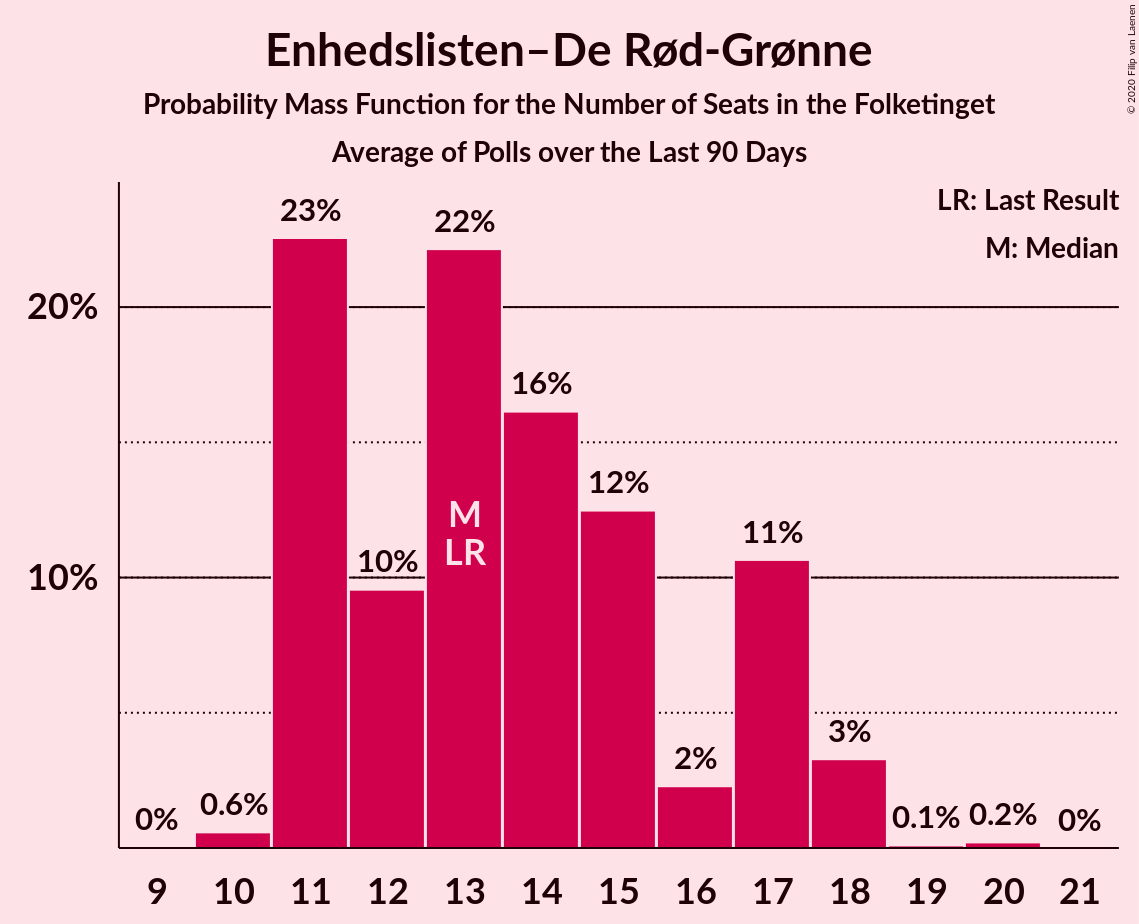 Enhedslisten–De Rød-Grønne
Probability Mass Function for the Number of Seats in the Folketinget
Average of Polls over the Last 90 Days
© 2020 Filip van Laenen
LR: Last Result
M: Median
23%
22%
20%
16%
12%
M
LR
11%
10%
10%
3%
2%
0.6%
0%
0.1%
0.2%
0%
9 10 11 12 13 14 15 16 17 18 19 20 21